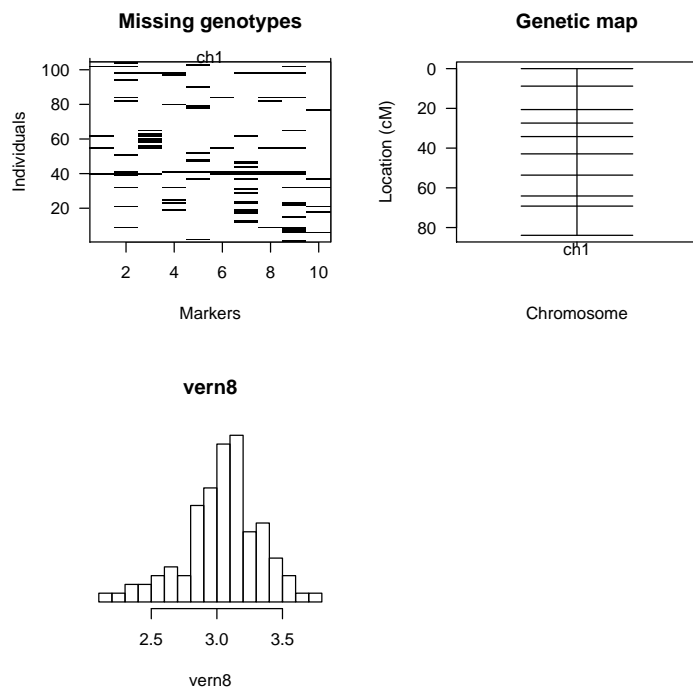 Missing genotypes
ch1
Individuals
100
80
60
40
20
2 4 6 8 10
Markers
Genetic map
Location (cM)
0
20
40
60
80
ch1
Chromosome
vern8
2.5 3.0 3.5
vern8